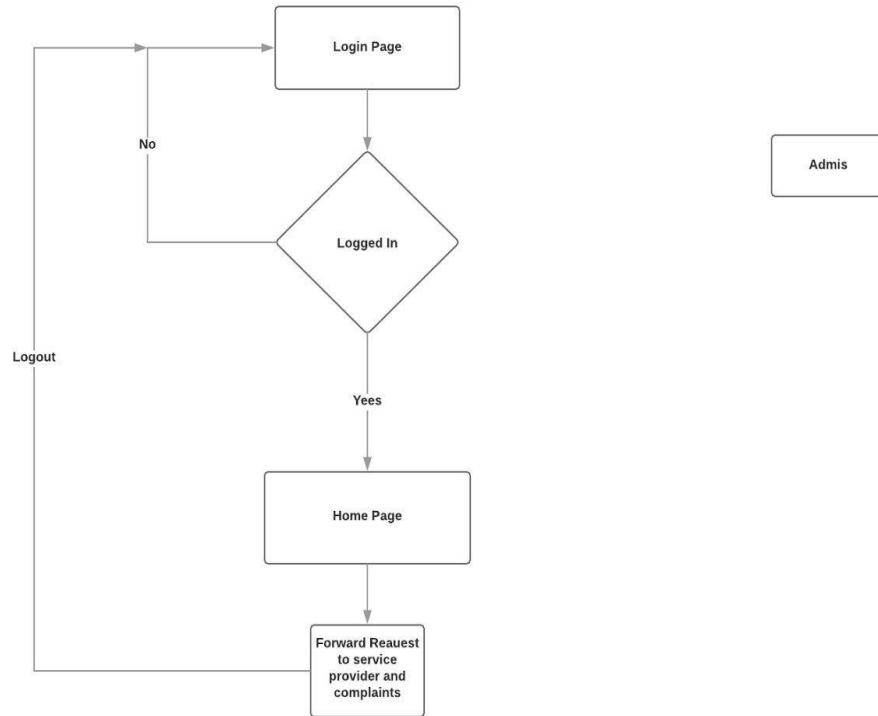 Login Page
No
Admis
Logged In
Logout
Yees
Home Page
Forward Reauest
to service
provider and
complaints